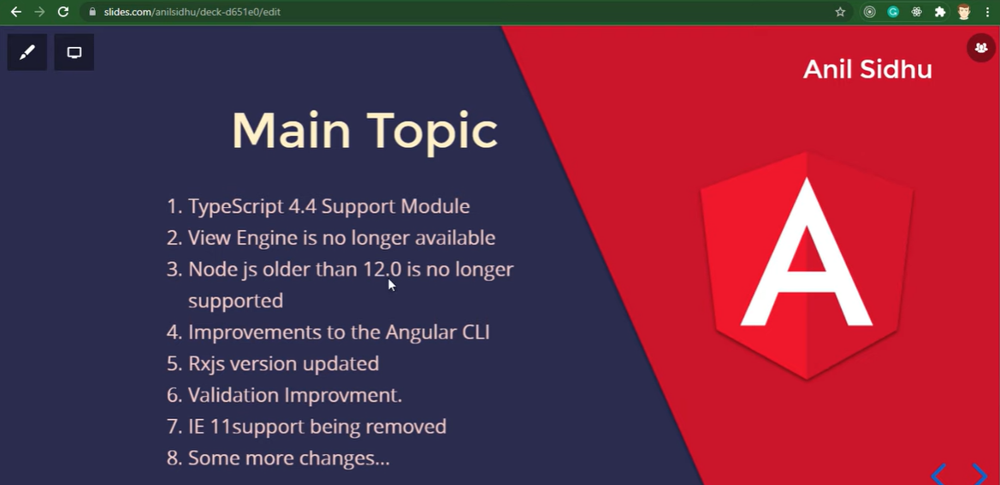 slides.com/anilsidhu/deck-d651e0/edit
Anil Sidhu
Main Topic
1. TypeScript 4.4 Support Module
2. View Engine is no longer available
3. Node js older than 12.0 is no longer
supported
4. Improvements to the Angular CLI
5. Rxjs version updated
6. Validation Improvment.
7. IE 11support being removed
8. Some more changes...
A